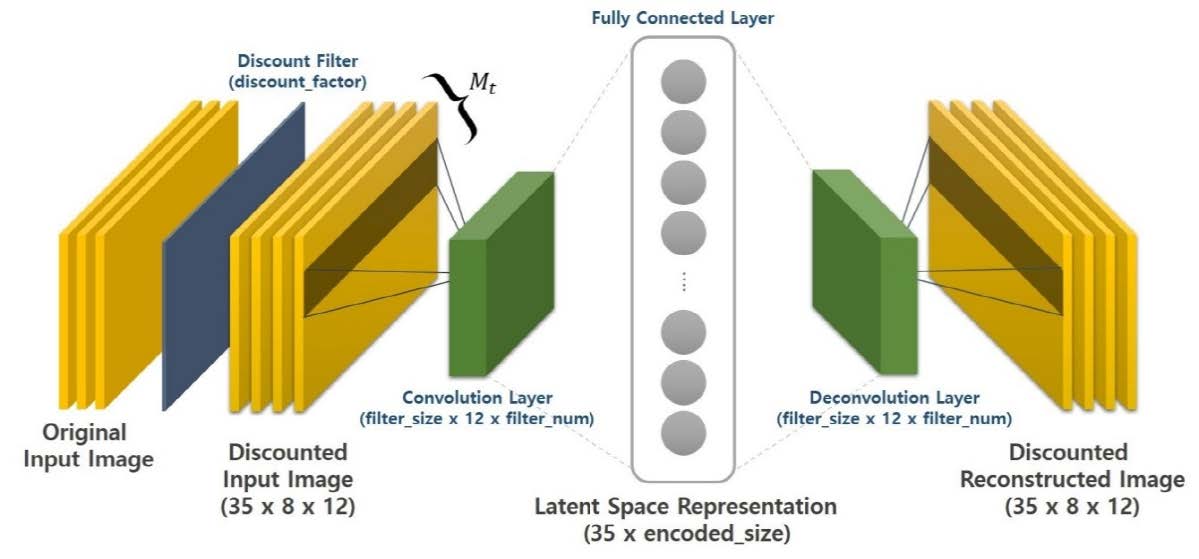 Fully Connected Layer
Discount Filter
(discount_factor)
M_t
Convolution Layer
(filter_size x 12 x filter_num)
Deconvolution Layer
(filter_size x 12 x filter_num)
Original
Input Image
Discounted
Input Image
(35 x 8 x 12)
Latent Space Representation
(35 x encoded_size)
Discounted
Reconstructed Image
(35 x 8 x 12)